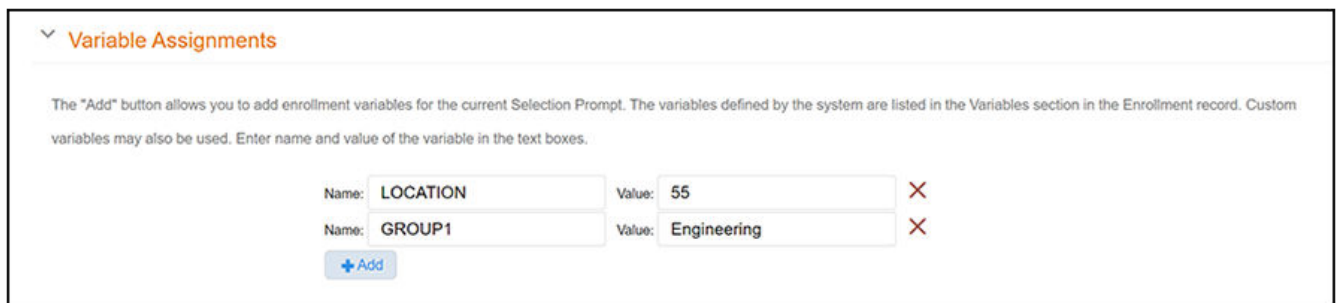 Variable Assignments
The "Add" button allows you to add enrollment variables for the current Selection Prompt. The variables defined by the system are listed in the Variables section in the Enrollment record. Custom
variables may also be used. Enter name and value of the variable in the text boxes.
Name: LOCATION Value: 55
Name: GROUP1 Value: Engineering
+ Add